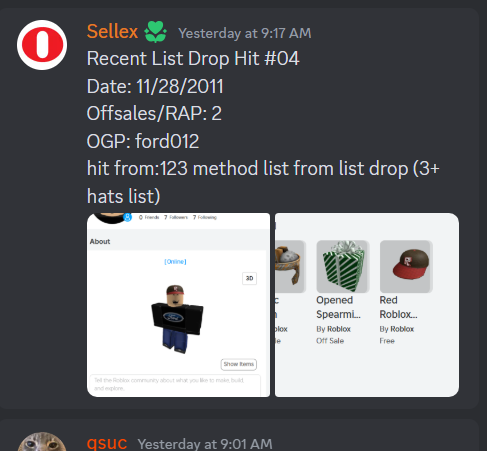 Sellex Yesterday at 9:17 AM
Recent List Drop Hit #04
Date: 11/28/2011
Offsales/RAP: 2
OGP: ford012
hit from:123 method list from list drop (3+
hats list)
0 Friends 7 Followers 7 Following
About
[Online]
3D
Ford
Show Items
Tell the Roblox community about what you like to make, build,
and explore.
Opened
Spearmi...
By Roblox
Off Sale
Red
Roblox...
By Roblox
Free
qsuc Yesterday at 9:01 AM